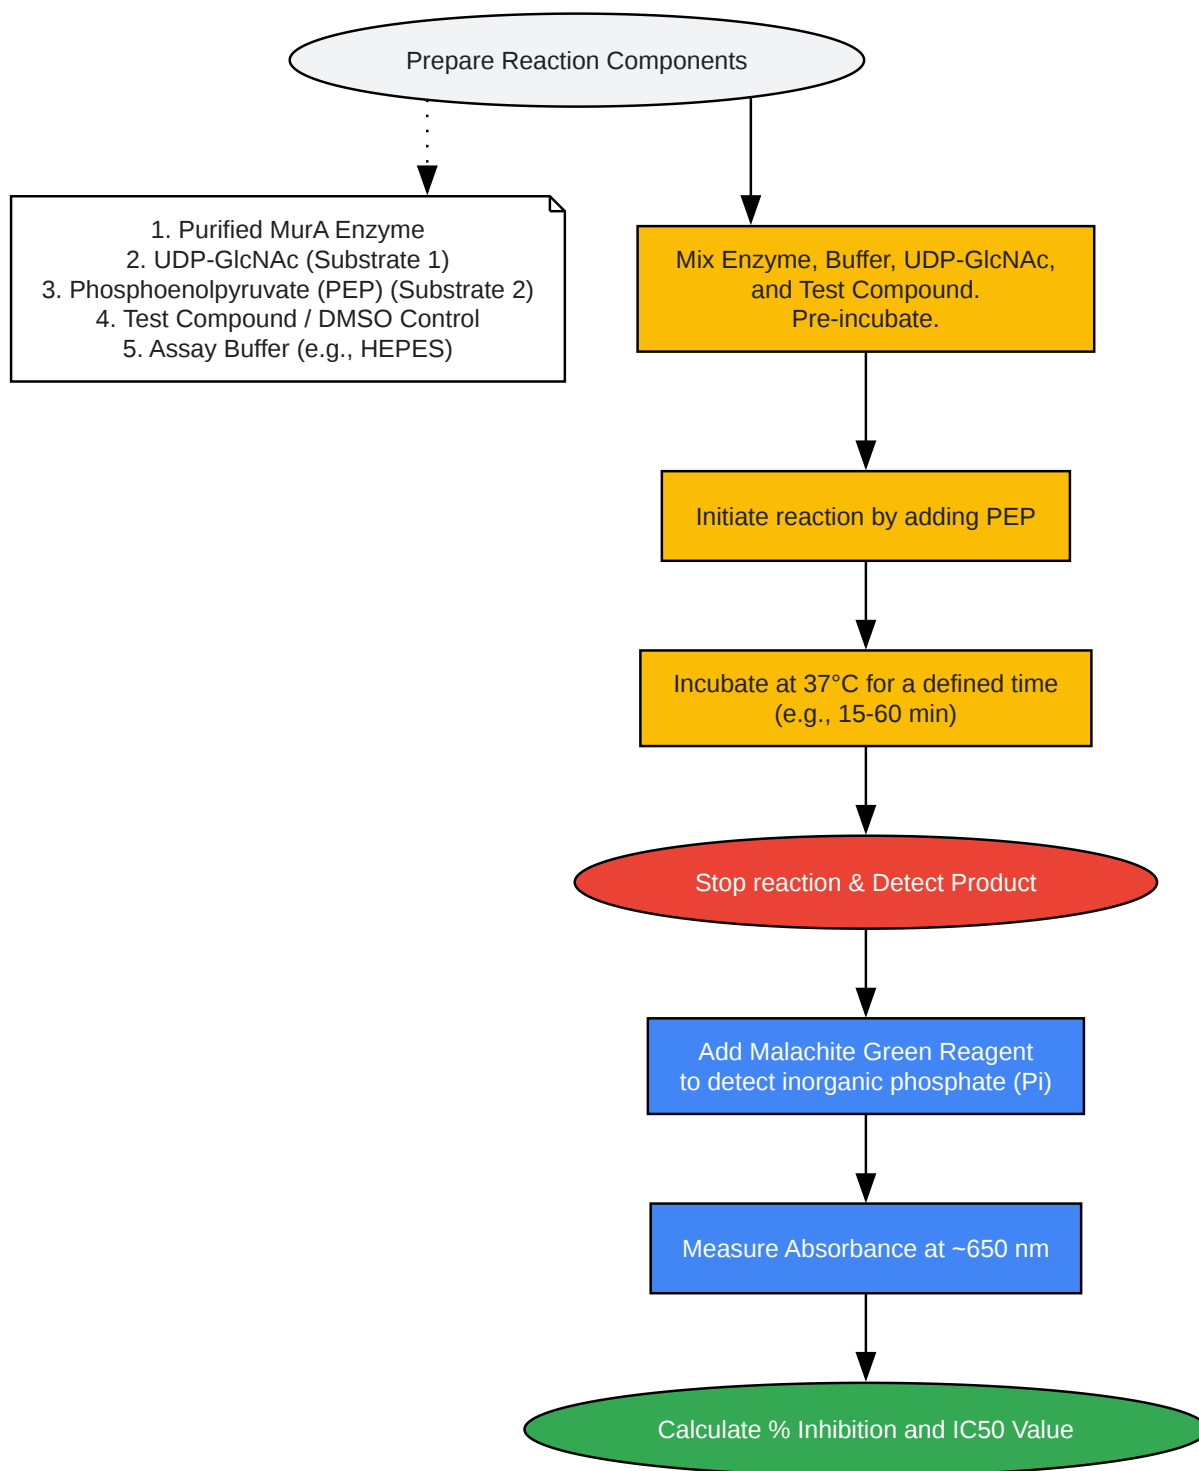 Prepare Reaction Components
1. Purified MurA Enzyme
2. UDP-GlcNAc (Substrate 1)
3. Phosphoenolpyruvate (PEP) (Substrate 2)
4. Test Compound / DMSO Control
5. Assay Buffer (e.g., HEPES)
Mix Enzyme, Buffer, UDP-GlcNAc,
and Test Compound.
Pre-incubate.
Initiate reaction by adding PEP
Incubate at 37°C for a defined time
(e.g., 15-60 min)
Stop reaction & Detect Product
Add Malachite Green Reagent
to detect inorganic phosphate (Pi)
Measure Absorbance at ~650 nm
Calculate % Inhibition and IC50 Value